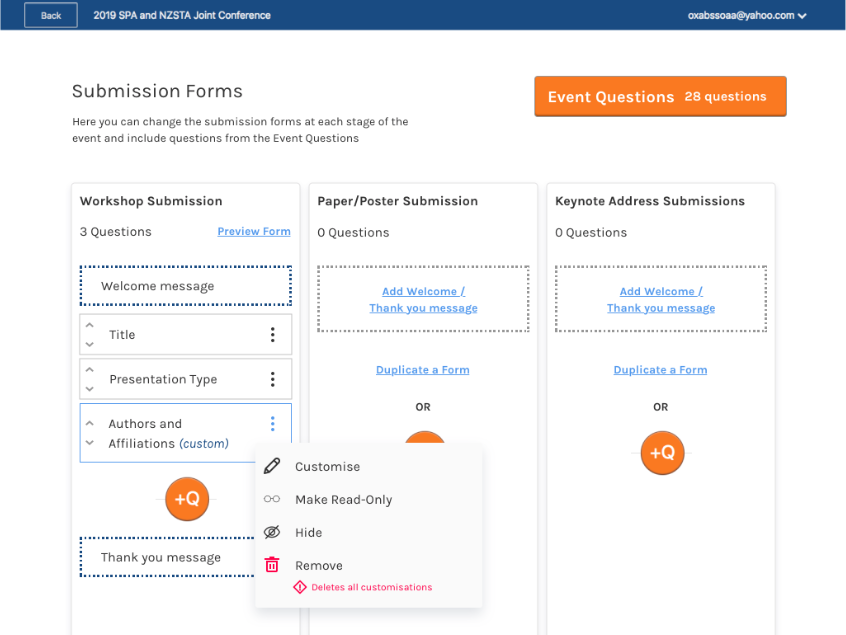 Back
2019 SPA and NZSTA Joint Conference
oxabssoaa@yahoo.com
Submission Forms
Here you can change the submission forms at each stage of the
event and include questions from the Event Questions
Event Questions 28 questions
Workshop Submission
3 Questions
Preview Form
Welcome message
Title
Presentation Type
Authors and
Affiliations (custom)
+Q
Thank you message
Customise
Make Read-Only
Hide
Remove
Deletes all customisations
Paper/Poster Submission
0 Questions
Add Welcome /
Thank you message
Duplicate a Form
OR
Keynote Address Submissions
0 Questions
Add Welcome /
Thank you message
Duplicate a Form
OR
+Q